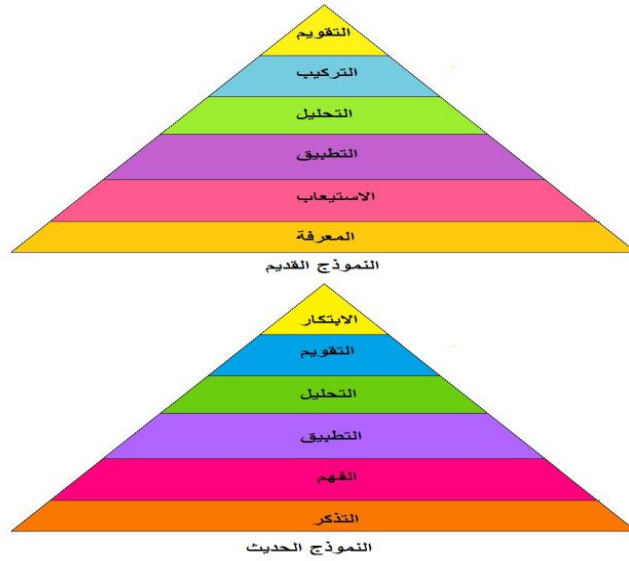 التقويم
التركيب
التحليل
التطبيق
الاستيعاب
المعرفة
النموذج القديم
الابتكار
التقويم
التحليل
التطبيق
الفهم
التذكر
النموذج الحديث